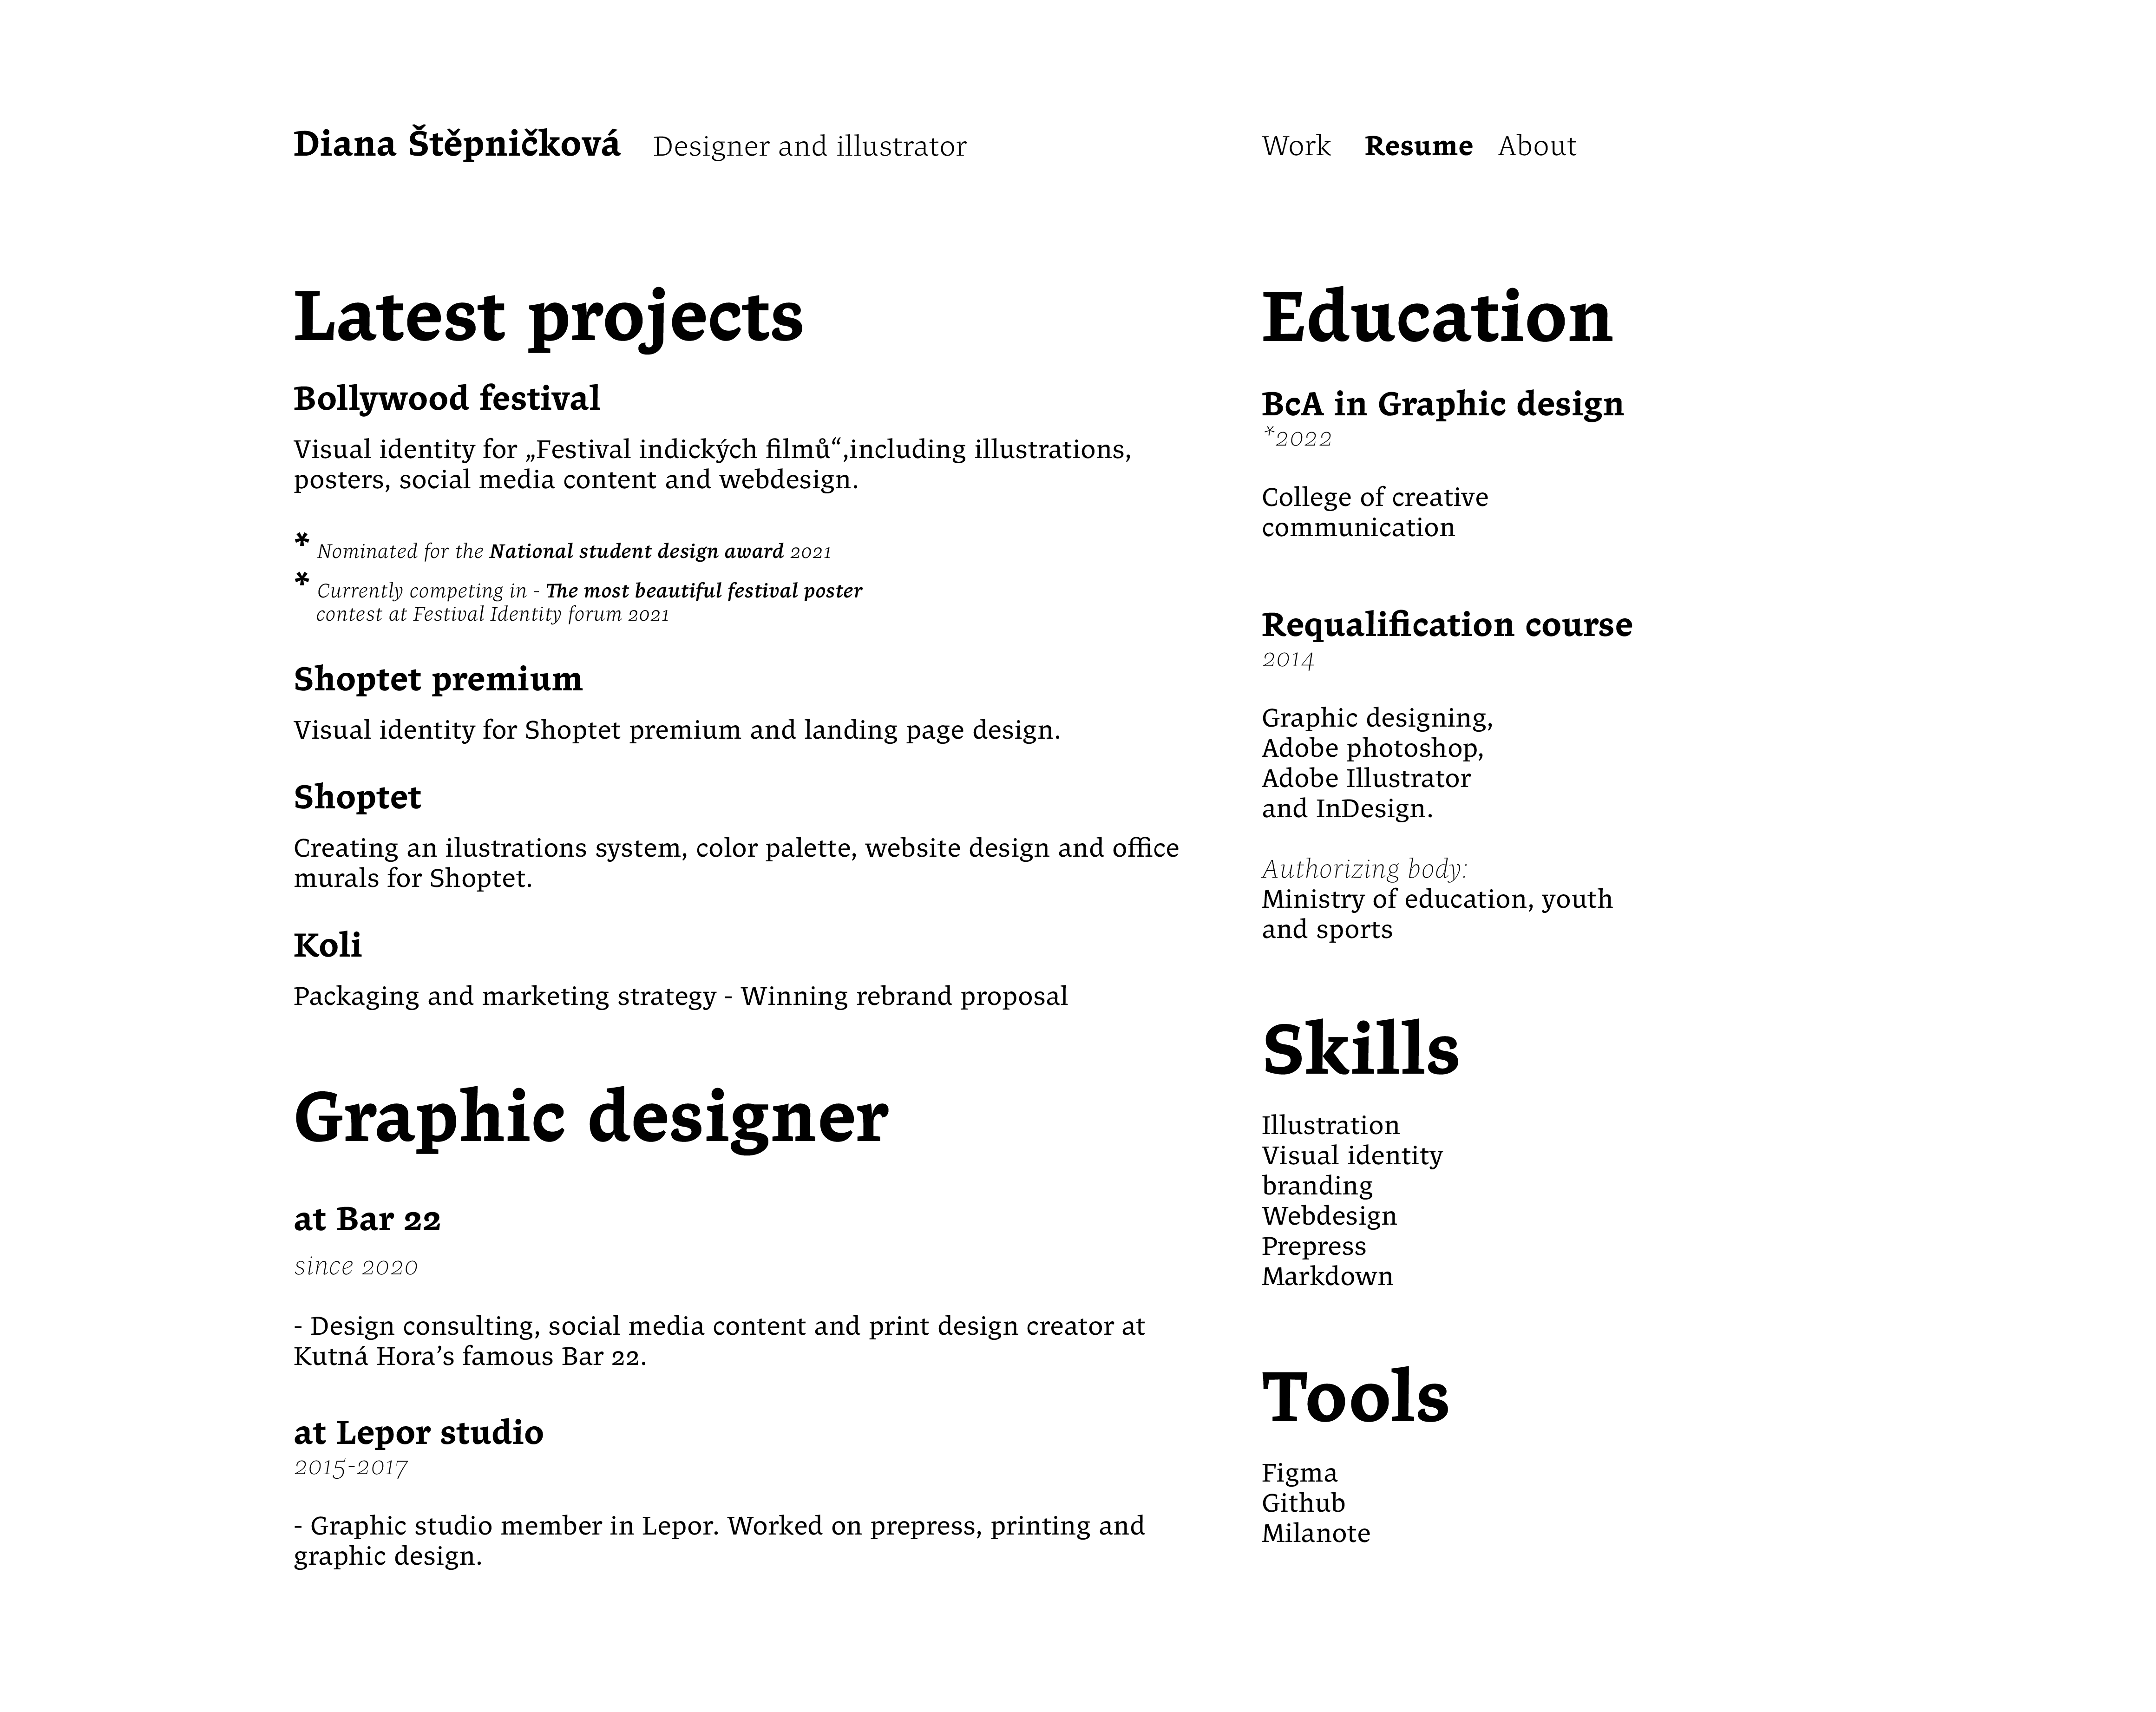 Diana Štěpničková Designer and illustrator
Work Resume About
Latest projects
Bollywood festival
Visual identity for „Festival indických filmů“,including illustrations,
posters, social media content and webdesign.
* Nominated for the National student design award 2021
* Currently competing in - The most beautiful festival poster
contest at Festival Identity forum 2021
Shoptet premium
Visual identity for Shoptet premium and landing page design.
Shoptet
Creating an ilustrations system, color palette, website design and office
murals for Shoptet.
Koli
Packaging and marketing strategy - Winning rebrand proposal
Graphic designer
at Bar 22
since 2020
- Design consulting, social media content and print design creator at
Kutná Hora’s famous Bar 22.
at Lepor studio
2015-2017
- Graphic studio member in Lepor. Worked on prepress, printing and
graphic design.
Education
BcA in Graphic design
*2022
College of creative
communication
Requalification course
2014
Graphic designing,
Adobe photoshop,
Adobe Illustrator
and InDesign.
Authorizing body:
Ministry of education, youth
and sports
Skills
Illustration
Visual identity
branding
Webdesign
Prepress
Markdown
Tools
Figma
Github
Milanote